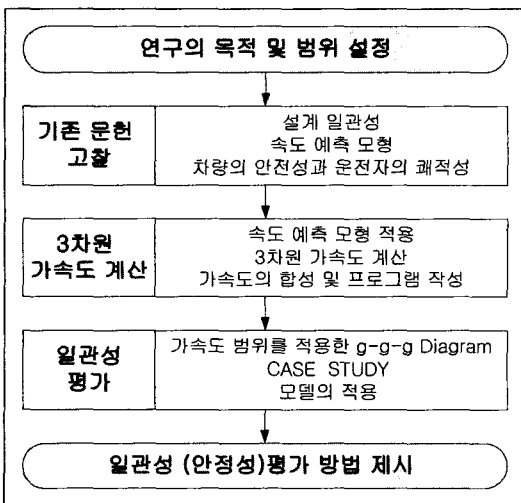 연구의 목적 및 범위 설정
기존 문헌
고찰
설계 일관성
속도 예측 모형
차량의 안전성과 운전자의 쾌적성
3차원
가속도 계산
속도 예측 모형 적용
3차원 가속도 계산
가속도의 합성 및 프로그램 작성
일관성
평가
가속도 범위를 적용한 g-g-g Diagram
CASE STUDY
모델의 적용
일관성 (안정성)평가 방법 제시